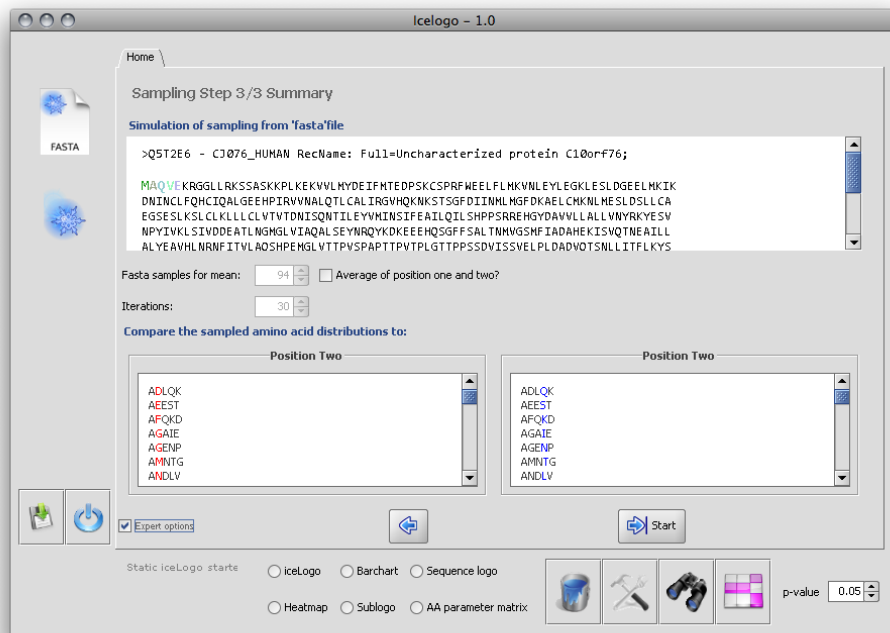 Icelogo - 1.0
Home
Sampling Step 3/3 Summary
Simulation of sampling from 'fasta'file
FASTA
>Q5T2E6 - CJ076_HUMAN RecName: Full=Uncharacterized protein C10orf76;
MAQVEKRGGLLRKSSASKKPLKEKVVLMYDEIFMTEDPSKCSPRFWEELFLMKVNLEYLEGKLESLDGEELMKIK
DNINCLFQHCIQALGEEHPIRVVNALQTLCALIRGVHQKNKSTSGFDIINMLMGFDKAELCMKNLMESLDSLLCA
EGSESLKSLCLKLLLCLVTVTDNISQNTILEYVMINSIFEAILQILSHPPSRREHGYDAVVLLALLVNYRKYESV
NPYIVKLSIVDDEATLNGMGLVIAQALSEYNRQYKDKEEEHQSGFFSALTNMVGSMFIADAHEKISVQTNEAILL
ALYEAVHLNRNFITVLAQSHPEMGLVTTPVSPAPTTPVTPLGTTPPSSDVISSVELPLDADVQTSNLLITFLKYS
Fasta samples for mean: 94 Average of position one and two?
Iterations: 30
Compare the sampled amino acid distributions to:
Position Two Position Two
ADLQK ADLQK
AEEST AEEST
AFQKD AFQKD
AGAIE AGAIE
AGENP AGENP
AMNTG AMNTG
ANDLV ANDLV
Expert options Start
Static iceLogo starte iceLogo Barchart Sequence logo
p-value 0.05
Heatmap Sublogo AA parameter matrix